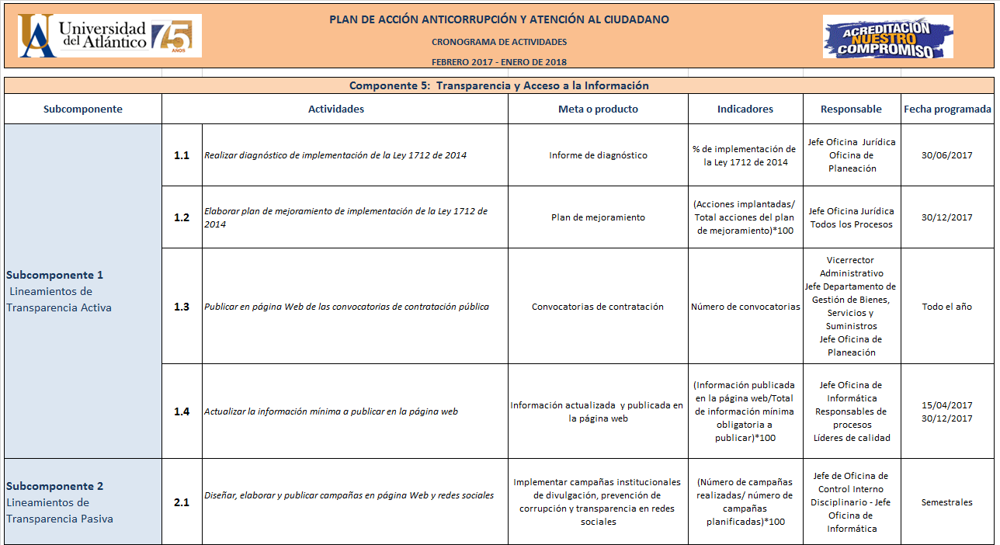 Universidad
del Atlántico
75
AÑOS
PLAN DE ACCIÓN ANTICORRUPCIÓN Y ATENCIÓN AL CIUDADANO
CRONOGRAMA DE ACTIVIDADES
FEBRERO 2017 - ENERO DE 2018
ACREDITACIÓN
NUESTRO
COMPROMISO
Componente 5:  Transparencia y Acceso a la Información
Subcomponente
Actividades
Meta o producto
Indicadores
Responsable
Fecha programada
Subcomponente 1
Lineamientos de
Transparencia Activa
1.1
Realizar diagnóstico de implementación de la Ley 1712 de 2014
Informe de diagnóstico
% de implementación de
la Ley 1712 de 2014
Jefe Oficina  Jurídica
Oficina de
Planeación
30/06/2017
1.2
Elaborar plan de mejoramiento de implementación de la Ley 1712 de
2014
Plan de mejoramiento
(Acciones implantadas/
Total acciones del plan
de mejoramiento)*100
Jefe Oficina Jurídica
Todos los Procesos
30/12/2017
1.3
Publicar en página Web de las convocatorias de contratación pública
Convocatorias de contratación
Número de convocatorias
Vicerrector
Administrativo
Jefe Departamento de
Gestión de Bienes,
Servicios y
Suministros
Jefe Oficina de
Planeación
Todo el año
1.4
Actualizar la información mínima a publicar en la página web
Información actualizada  y publicada en
la página web
(Información publicada
en la página web/Total
de información mínima
obligatoria a
publicar)*100
Jefe Oficina de
Informática
Responsables de
procesos
Líderes de calidad
15/04/2017
30/12/2017
Subcomponente 2
Lineamientos de
Transparencia Pasiva
2.1
Diseñar, elaborar y publicar campañas en página Web y redes sociales
Implementar campañas institucionales
de divulgación, prevención de
corrupción y transparencia en redes
sociales
(Número de campañas
realizadas/ número de
campañas
planificadas)*100
Jefe de Oficina de
Control Interno
Disciplinario - Jefe
Oficina de
Informática
Semestrales